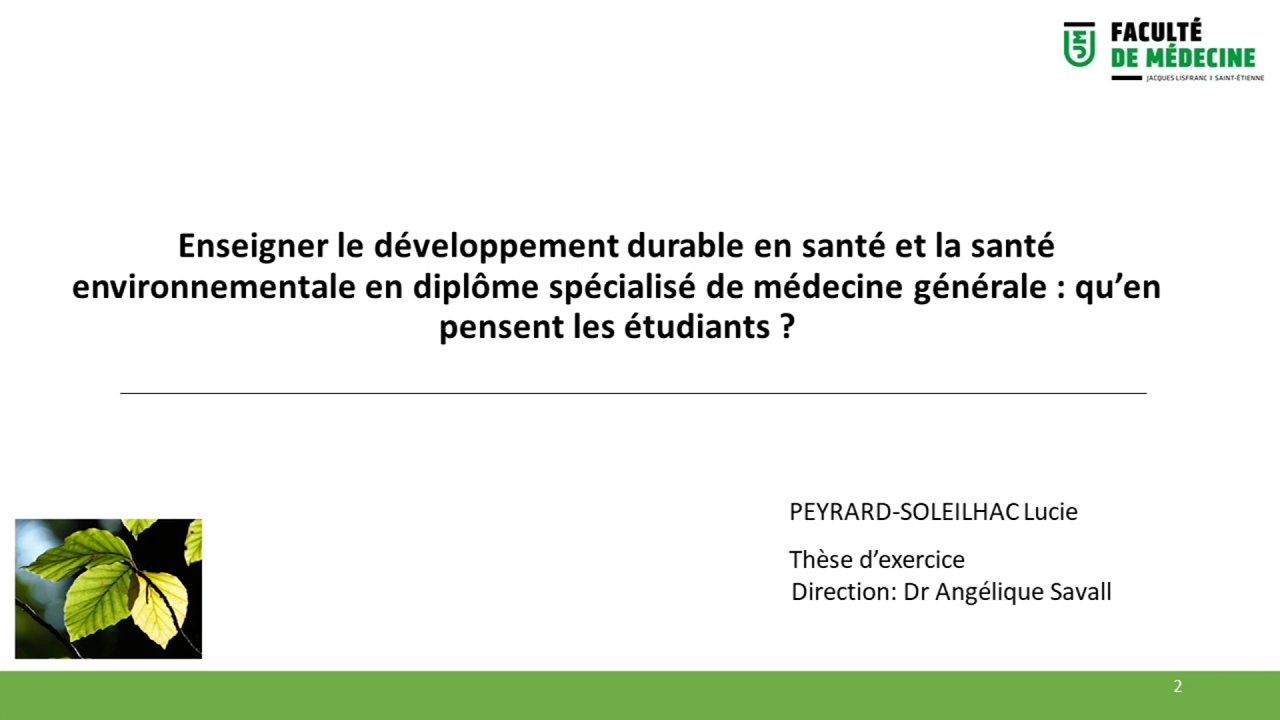 FACULTÉ
DE MÉDECINE
JACQUES LISFRANC I SAINT-ÉTIENNE
Enseigner le développement durable en santé et la santé
environnementale en diplôme spécialisé de médecine générale : qu’en
pensent les étudiants ?
PEYRARD-SOLEILHAC Lucie
Thèse d’exercice
Direction: Dr Angélique Savall
2